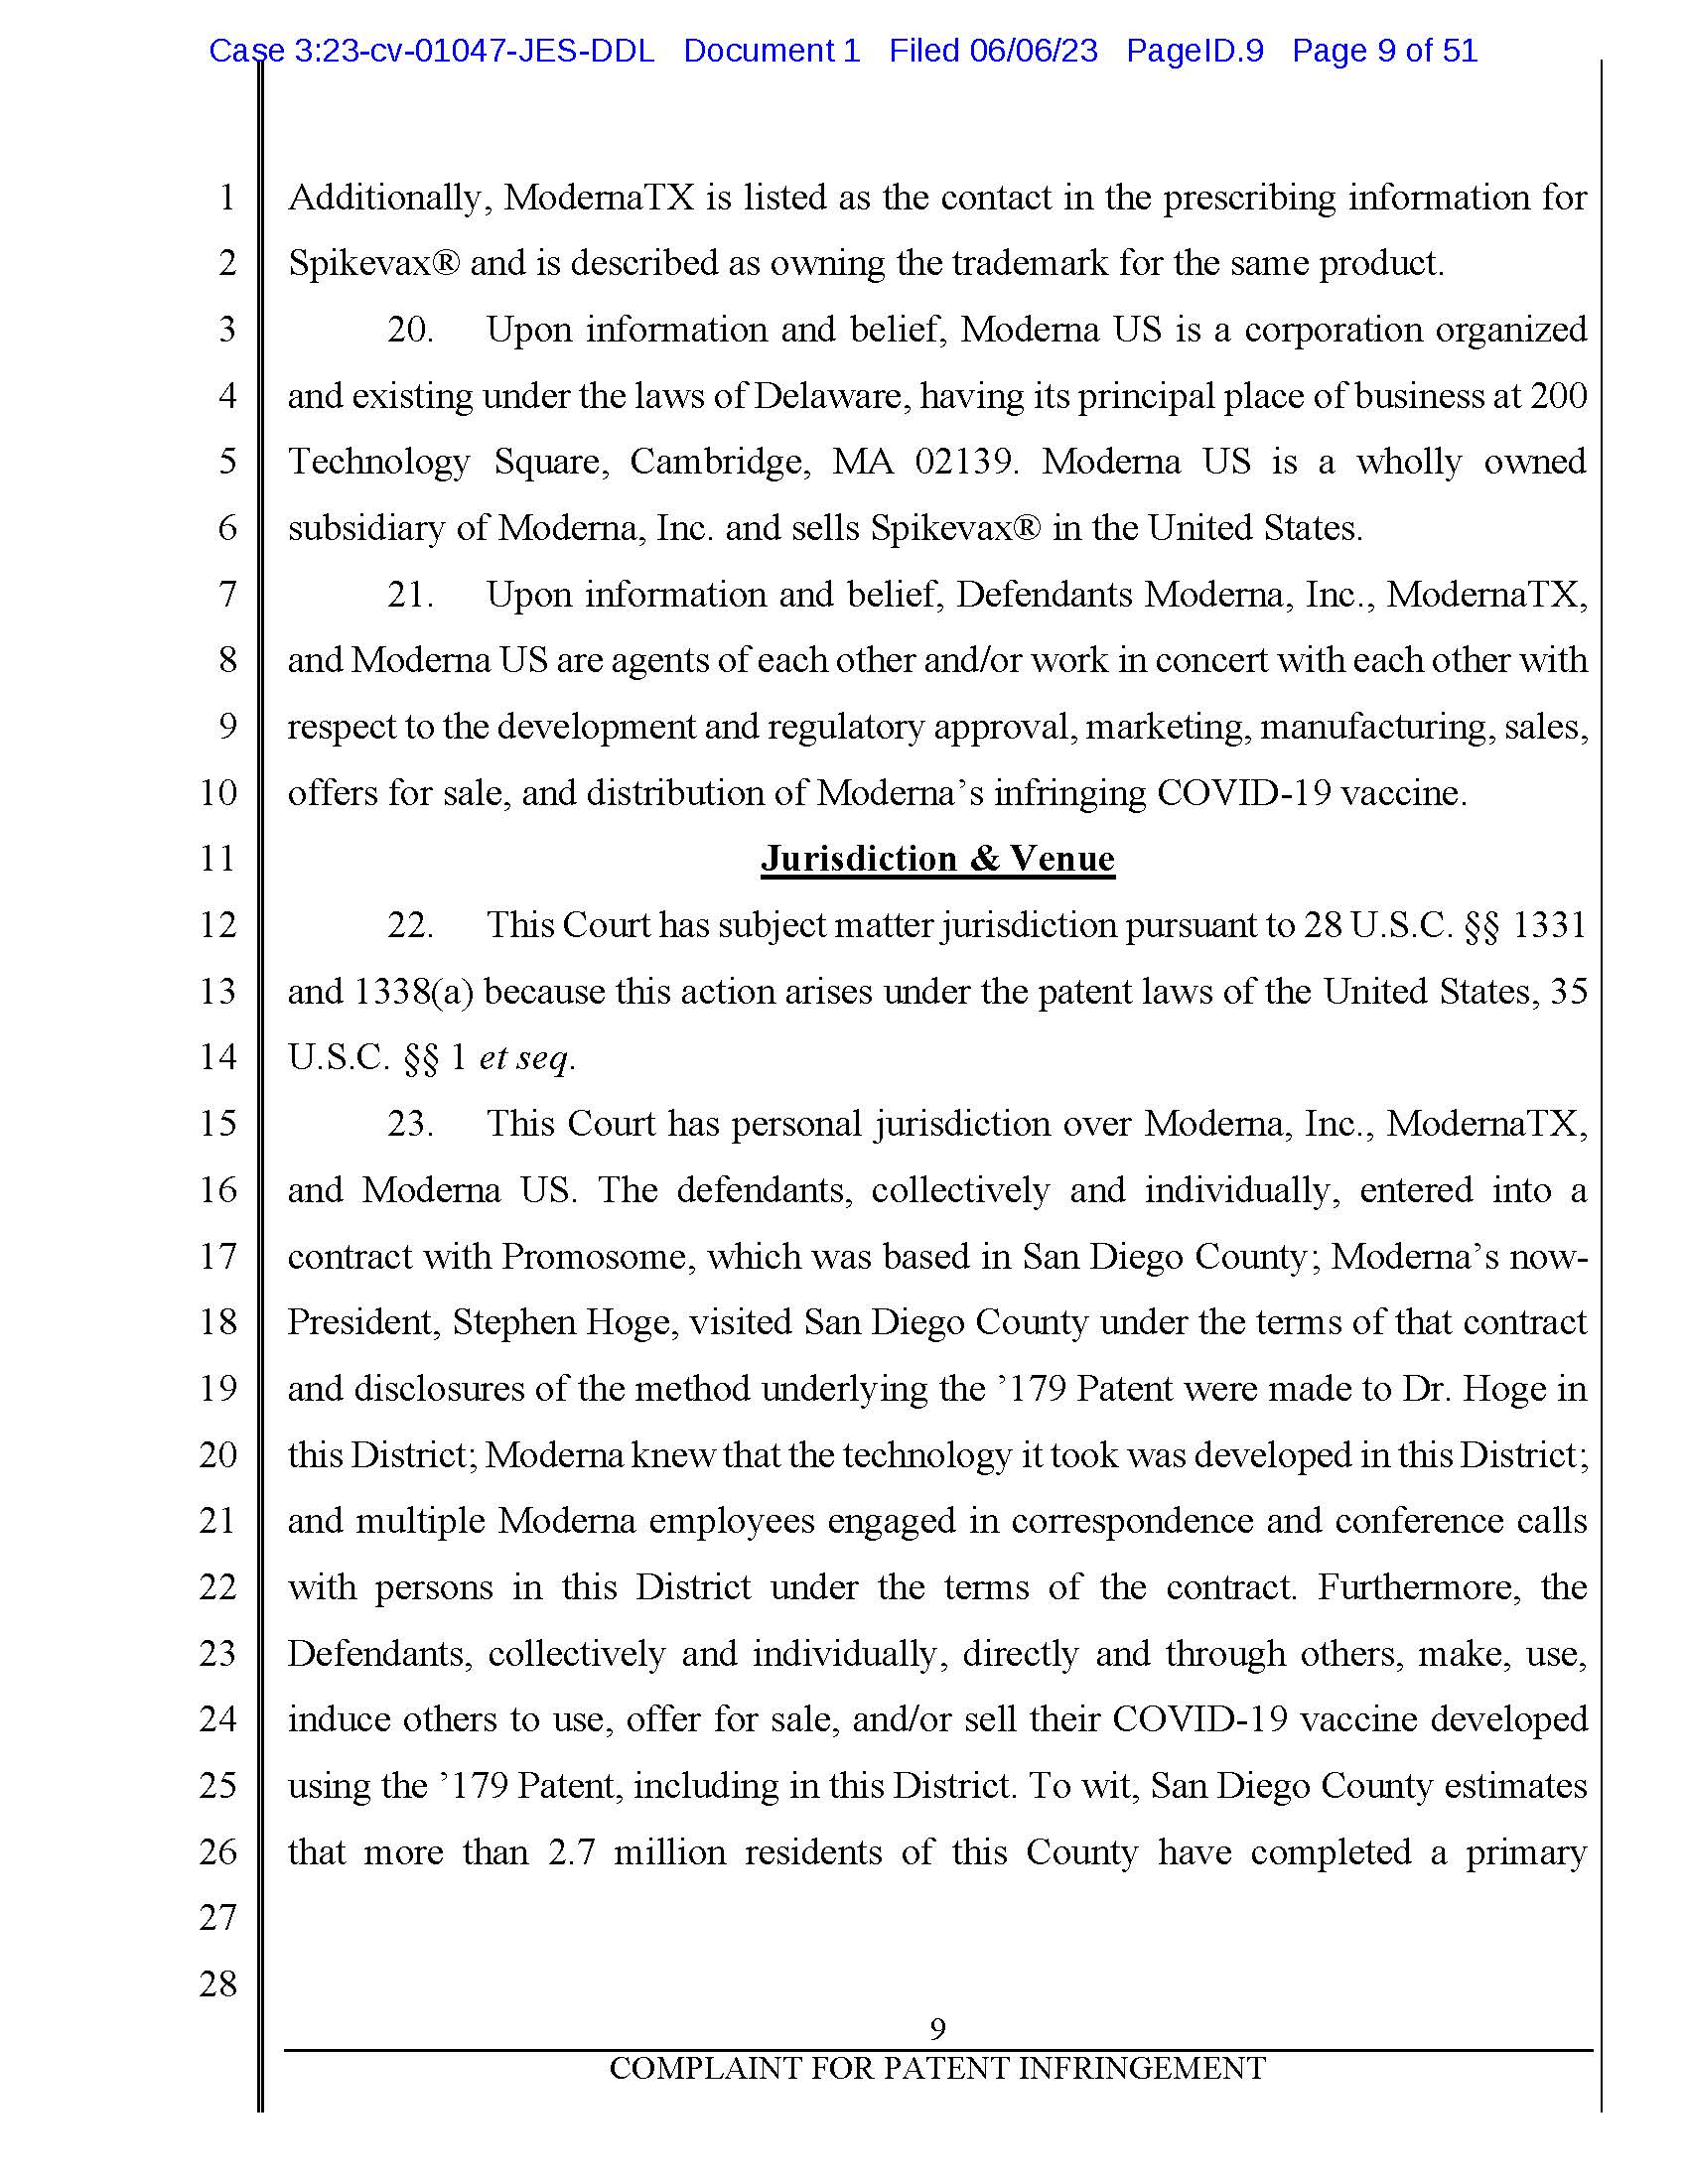 Case 3:23-cv-01047-JES-DDL Document 1 Filed 06/06/23 PageID.9 Page 9 of 51
1 Additionally, ModernaTX is listed as the contact in the prescribing information for
2 Spikevax® and is described as owning the trademark for the same product.
3 20. Upon information and belief, Moderna US is a corporation organized
4 and existing under the laws of Delaware, having its principal place of business at 200
5 Technology Square, Cambridge, MA 02139. Moderna US is a wholly owned
6 subsidiary of Moderna, Inc. and sells Spikevax® in the United States.
7 21. Upon information and belief, Defendants Moderna, Inc., ModernaTX,
8 and Moderna US are agents of each other and/or work in concert with each other with
9 respect to the development and regulatory approval, marketing, manufacturing, sales,
10 offers for sale, and distribution of Moderna’s infringing COVID-19 vaccine.
11 Jurisdiction & Venue
12 22. This Court has subject matter jurisdiction pursuant to 28 U.S.C. §§ 1331
13 and 1338(a) because this action arises under the patent laws of the United States, 35
14 U.S.C. §§ 1 et seq.
15 23. This Court has personal jurisdiction over Moderna, Inc., ModernaTX,
16 and Moderna US. The defendants, collectively and individually, entered into a
17 contract with Promosome, which was based in San Diego County; Moderna’s now-
18 President, Stephen Hoge, visited San Diego County under the terms of that contract
19 and disclosures of the method underlying the ’179 Patent were made to Dr. Hoge in
20 this District; Moderna knew that the technology it took was developed in this District;
21 and multiple Moderna employees engaged in correspondence and conference calls
22 with persons in this District under the terms of the contract. Furthermore, the
23 Defendants, collectively and individually, directly and through others, make, use,
24 induce others to use, offer for sale, and/or sell their COVID-19 vaccine developed
25 using the ’179 Patent, including in this District. To wit, San Diego County estimates
26 that more than 2.7 million residents of this County have completed a primary
27
28
9
COMPLAINT FOR PATENT INFRINGEMENT